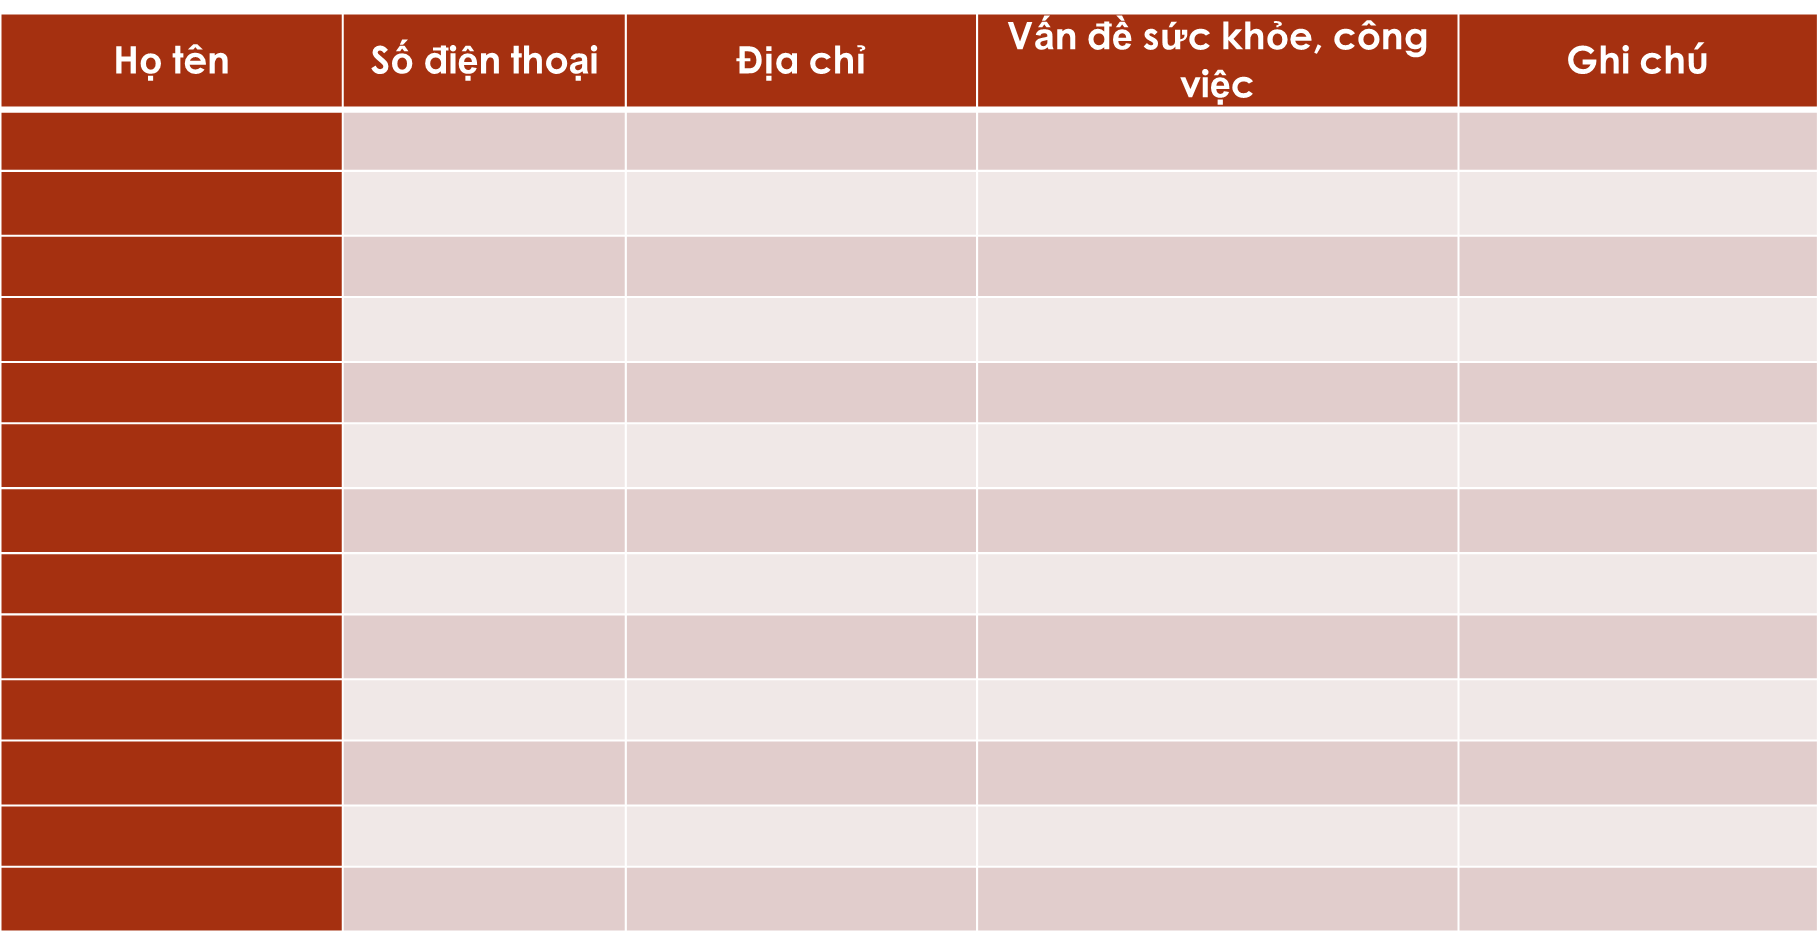 Họ tên
Số điện thoại
Địa chỉ
Vấn đề sức khỏe, công
việc
Ghi chú